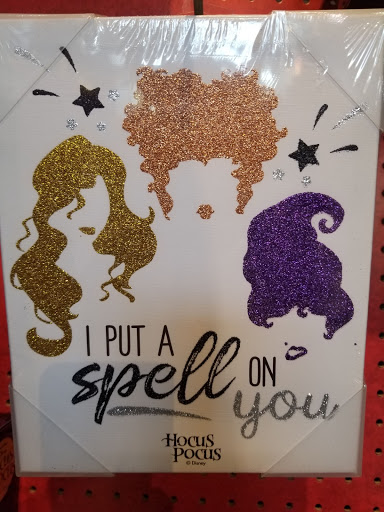 I PUT A
spell ON
you
HOCUS
POCUS
© Disney